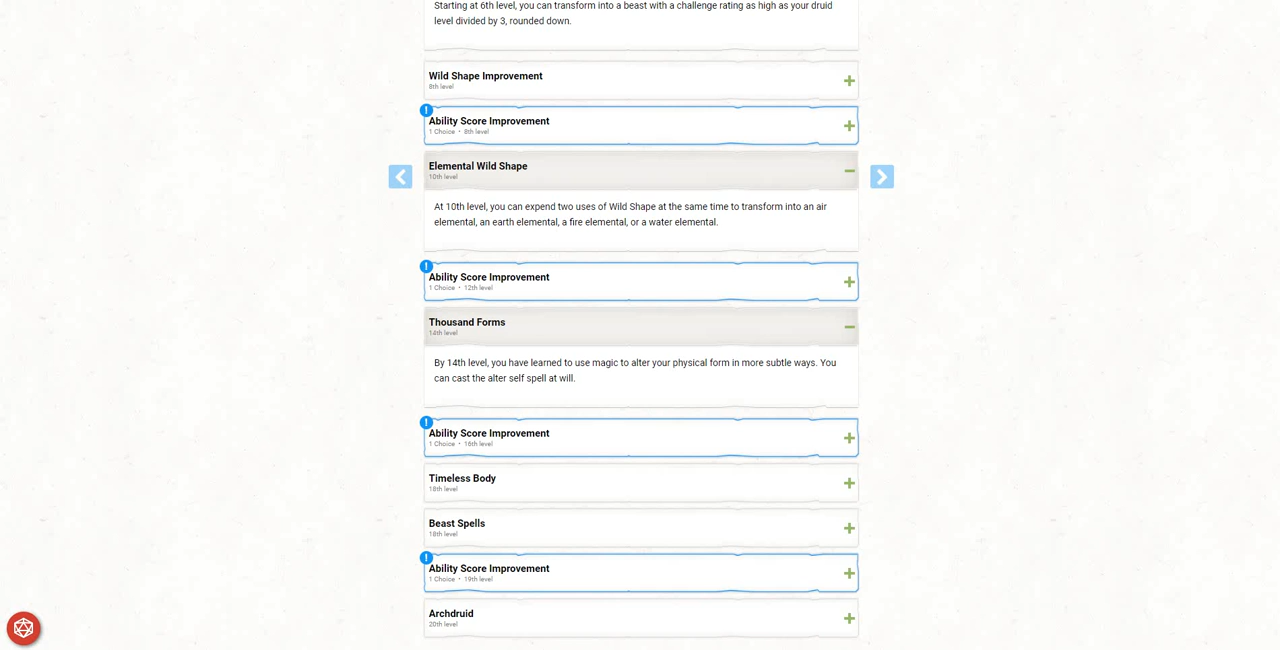 Starting at 6th level, you can transform into a beast with a challenge rating as high as your druid
level divided by 3, rounded down.
Wild Shape Improvement
8th level
!
Ability Score Improvement
1 Choice • 8th level
Elemental Wild Shape
10th level
At 10th level, you can expend two uses of Wild Shape at the same time to transform into an air
elemental, an earth elemental, a fire elemental, or a water elemental.
!
Ability Score Improvement
1 Choice • 12th level
Thousand Forms
14th level
By 14th level, you have learned to use magic to alter your physical form in more subtle ways. You
can cast the alter self spell at will.
!
Ability Score Improvement
1 Choice • 16th level
Timeless Body
18th level
Beast Spells
18th level
!
Ability Score Improvement
1 Choice • 19th level
Archdruid
20th level